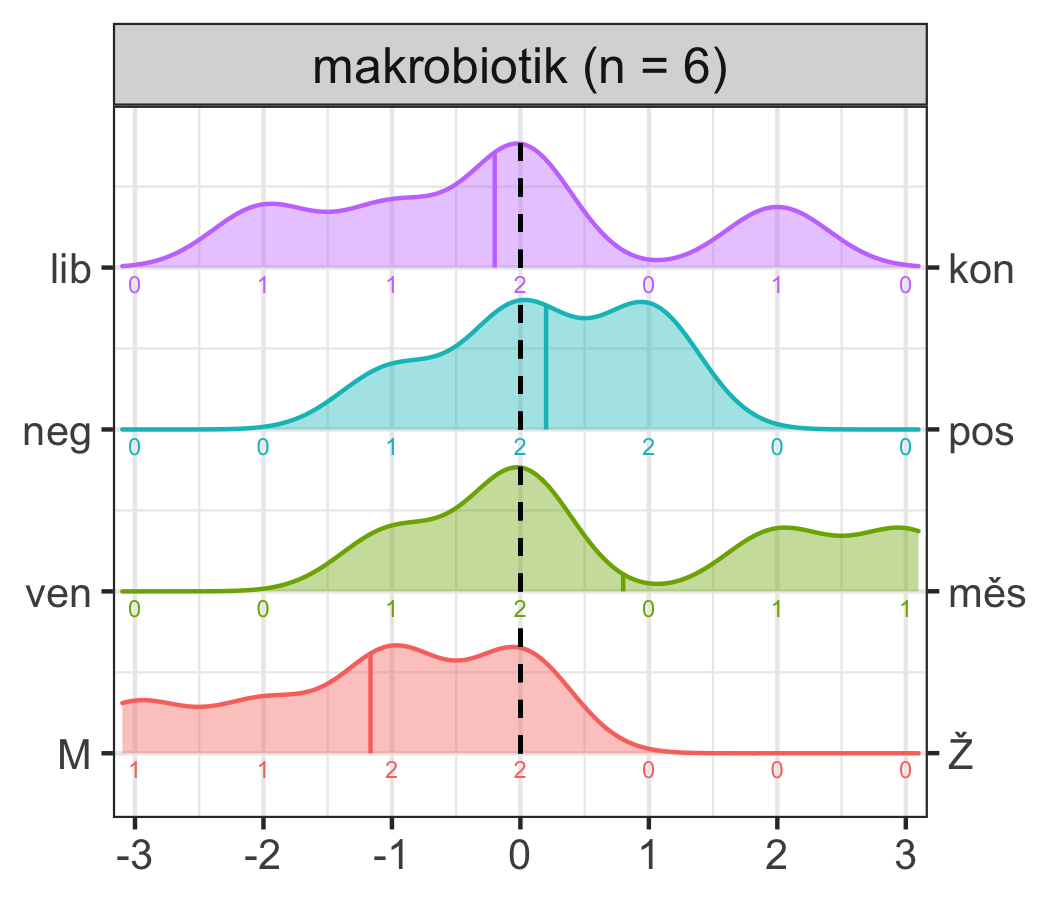 makrobiotik (n = 6)
lib kon
0 1 1 2 0 1 0
neg pos
0 0 1 2 2 0 0
ven měs
0 0 1 2 0 1 1
M Ž
1 1 2 2 0 0 0
-3 -2 -1 0 1 2 3